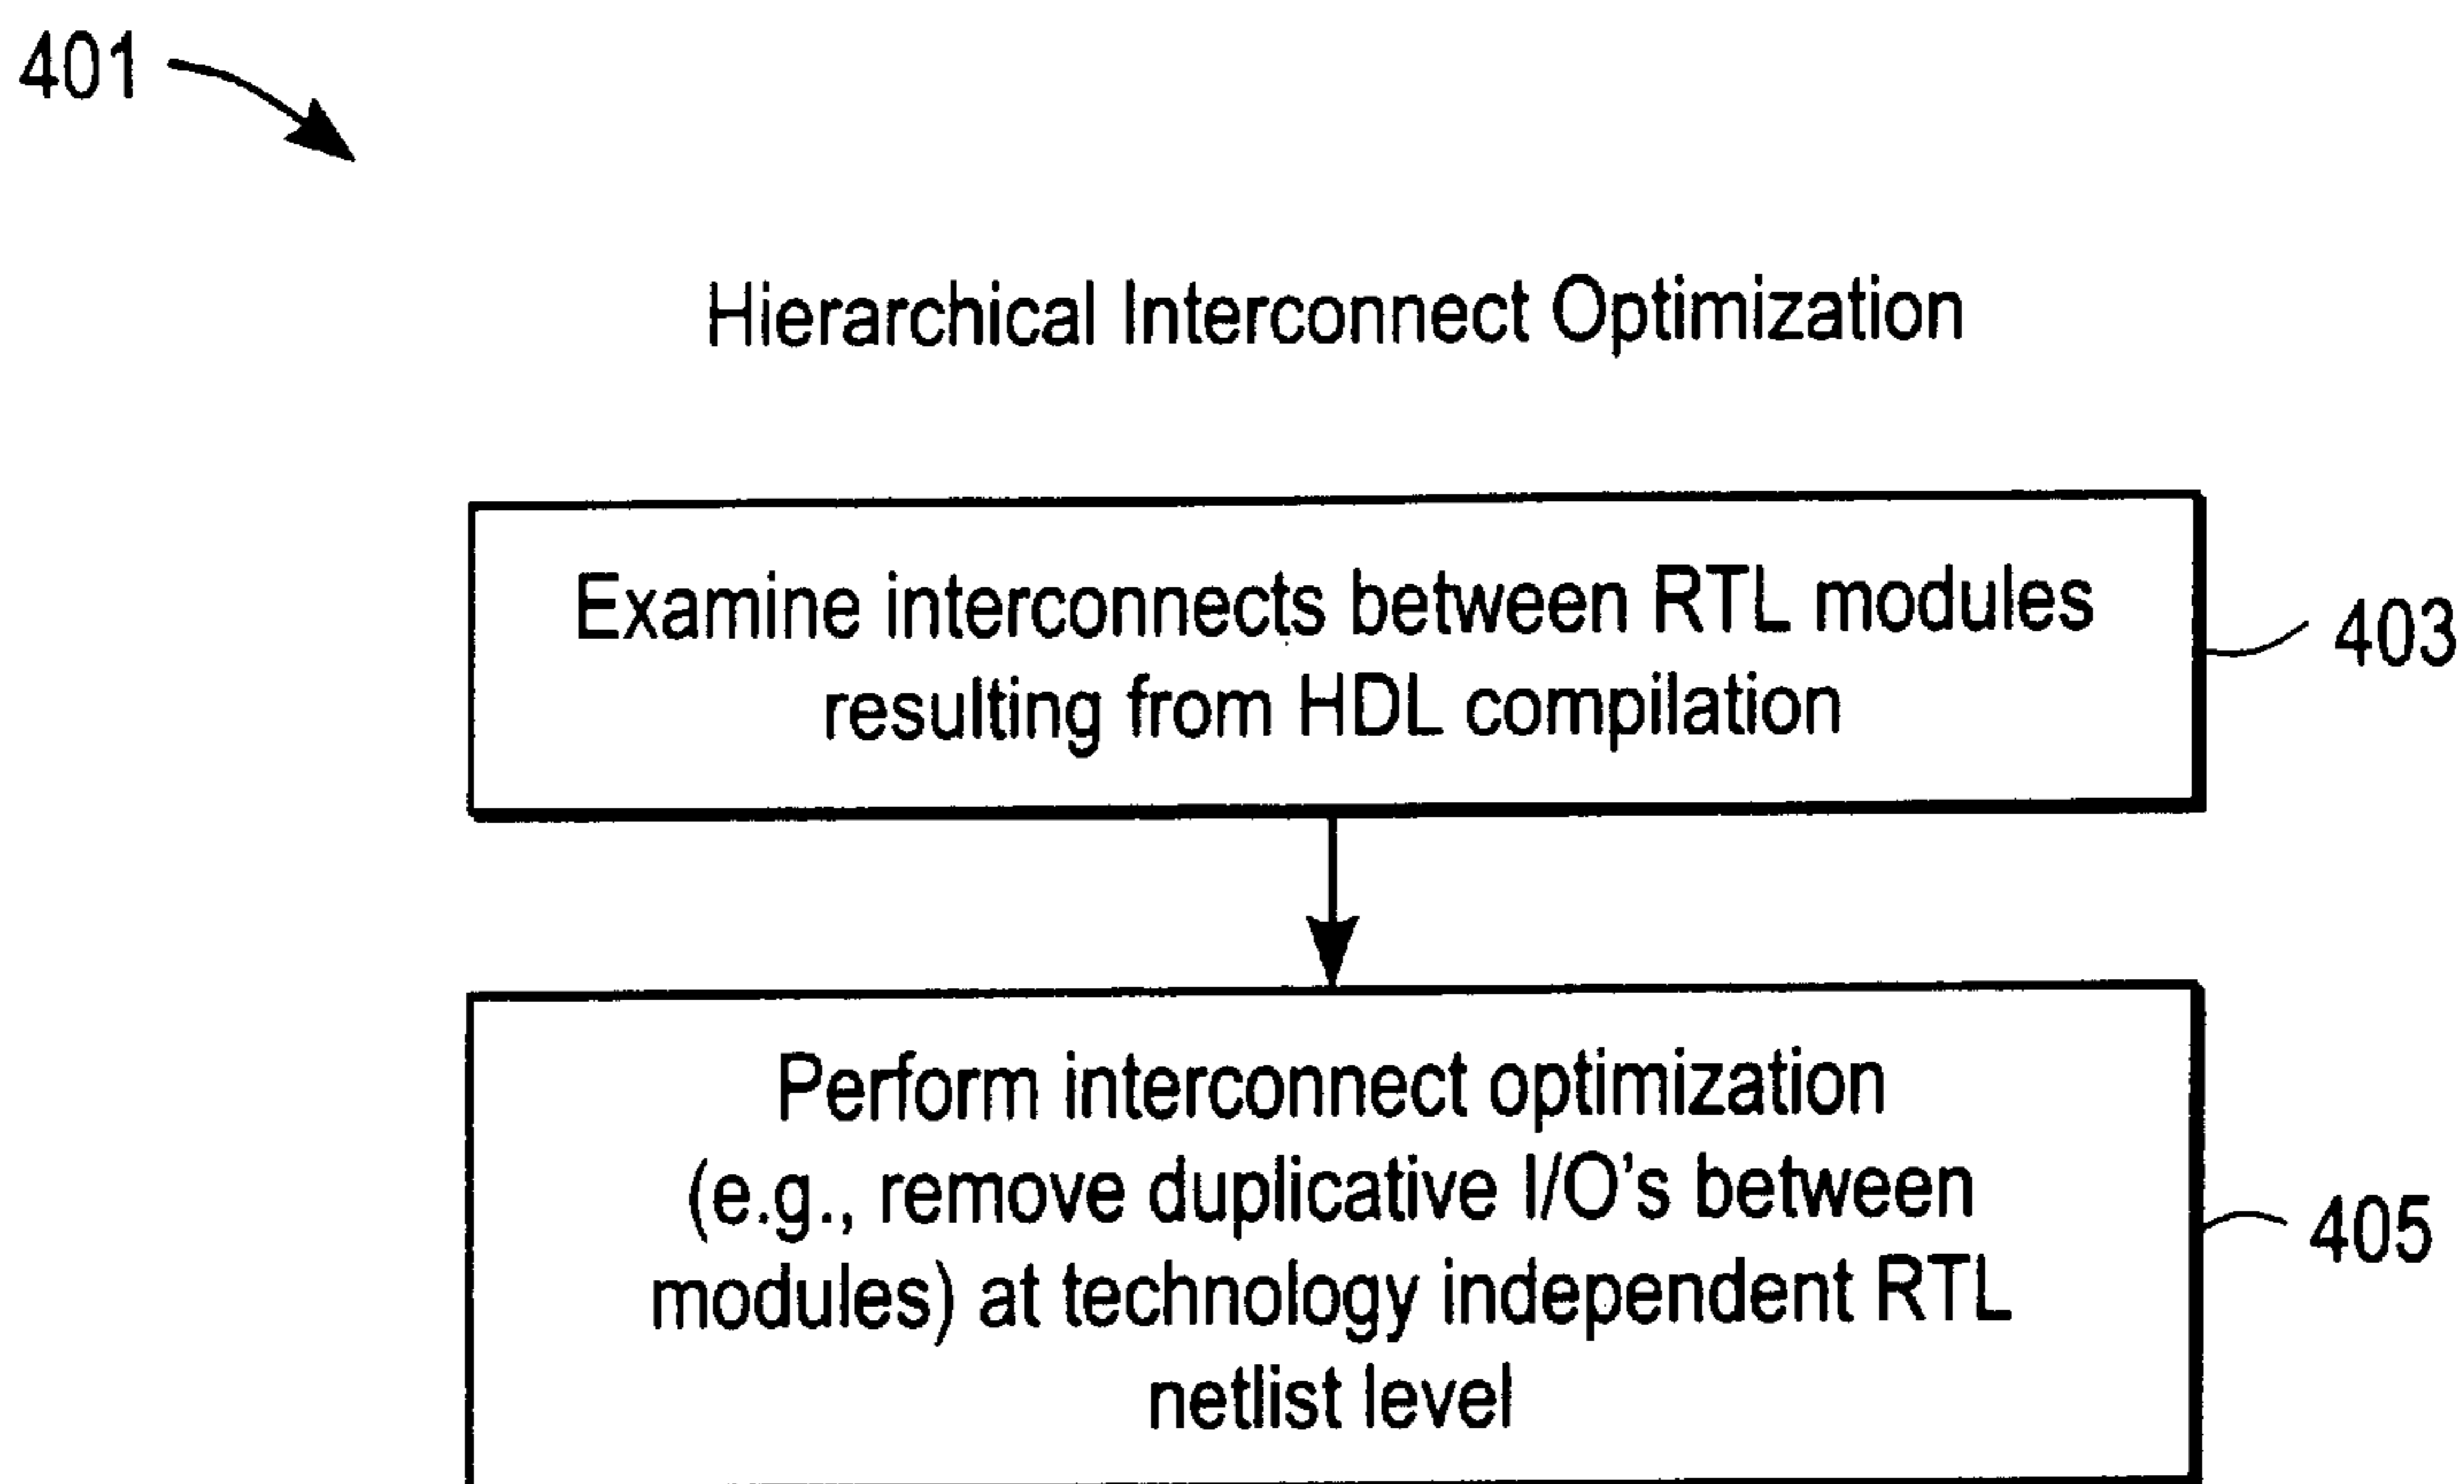 401
Hierarchical Interconnect Optimization
Examine interconnects between RTL modules
resulting from HDL compilation
403
Perform interconnect optimization
(e.g., remove duplicative I/O's between
modules) at technology independent RTL
netlist level
405